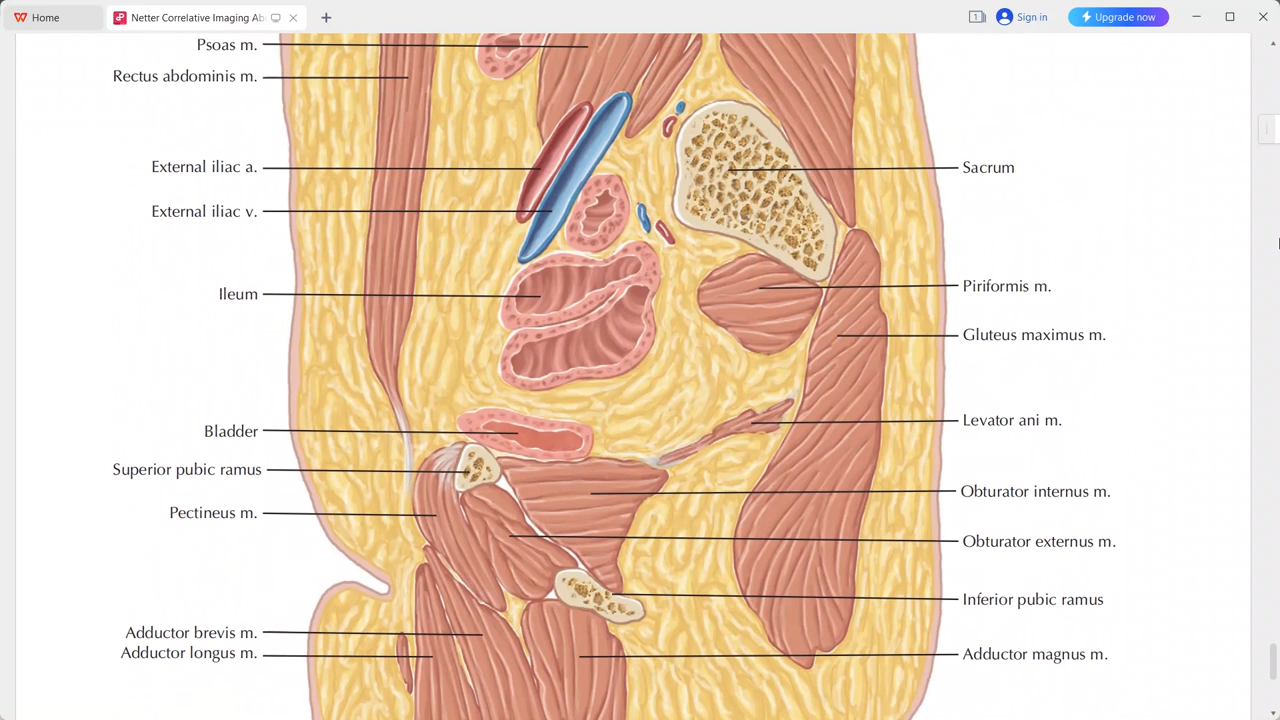 Home
Netter Correlative Imaging Ab
1
Sign in
Upgrade now
Psoas m.
Rectus abdominis m.
External iliac a.
Sacrum
External iliac v.
Piriformis m.
Ileum
Gluteus maximus m.
Levator ani m.
Bladder
Superior pubic ramus
Obturator internus m.
Pectineus m.
Obturator externus m.
Inferior pubic ramus
Adductor brevis m.
Adductor longus m.
Adductor magnus m.